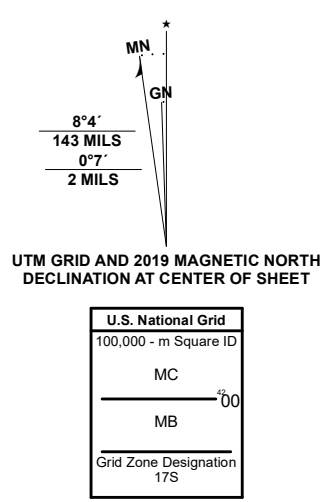 ★
MN
GN
8°4´
143 MILS
0°7´
2 MILS
UTM GRID AND 2019 MAGNETIC NORTH
DECLINATION AT CENTER OF SHEET
U.S. National Grid
100,000 - m Square ID
MC
42 00
MB
Grid Zone Designation
17S